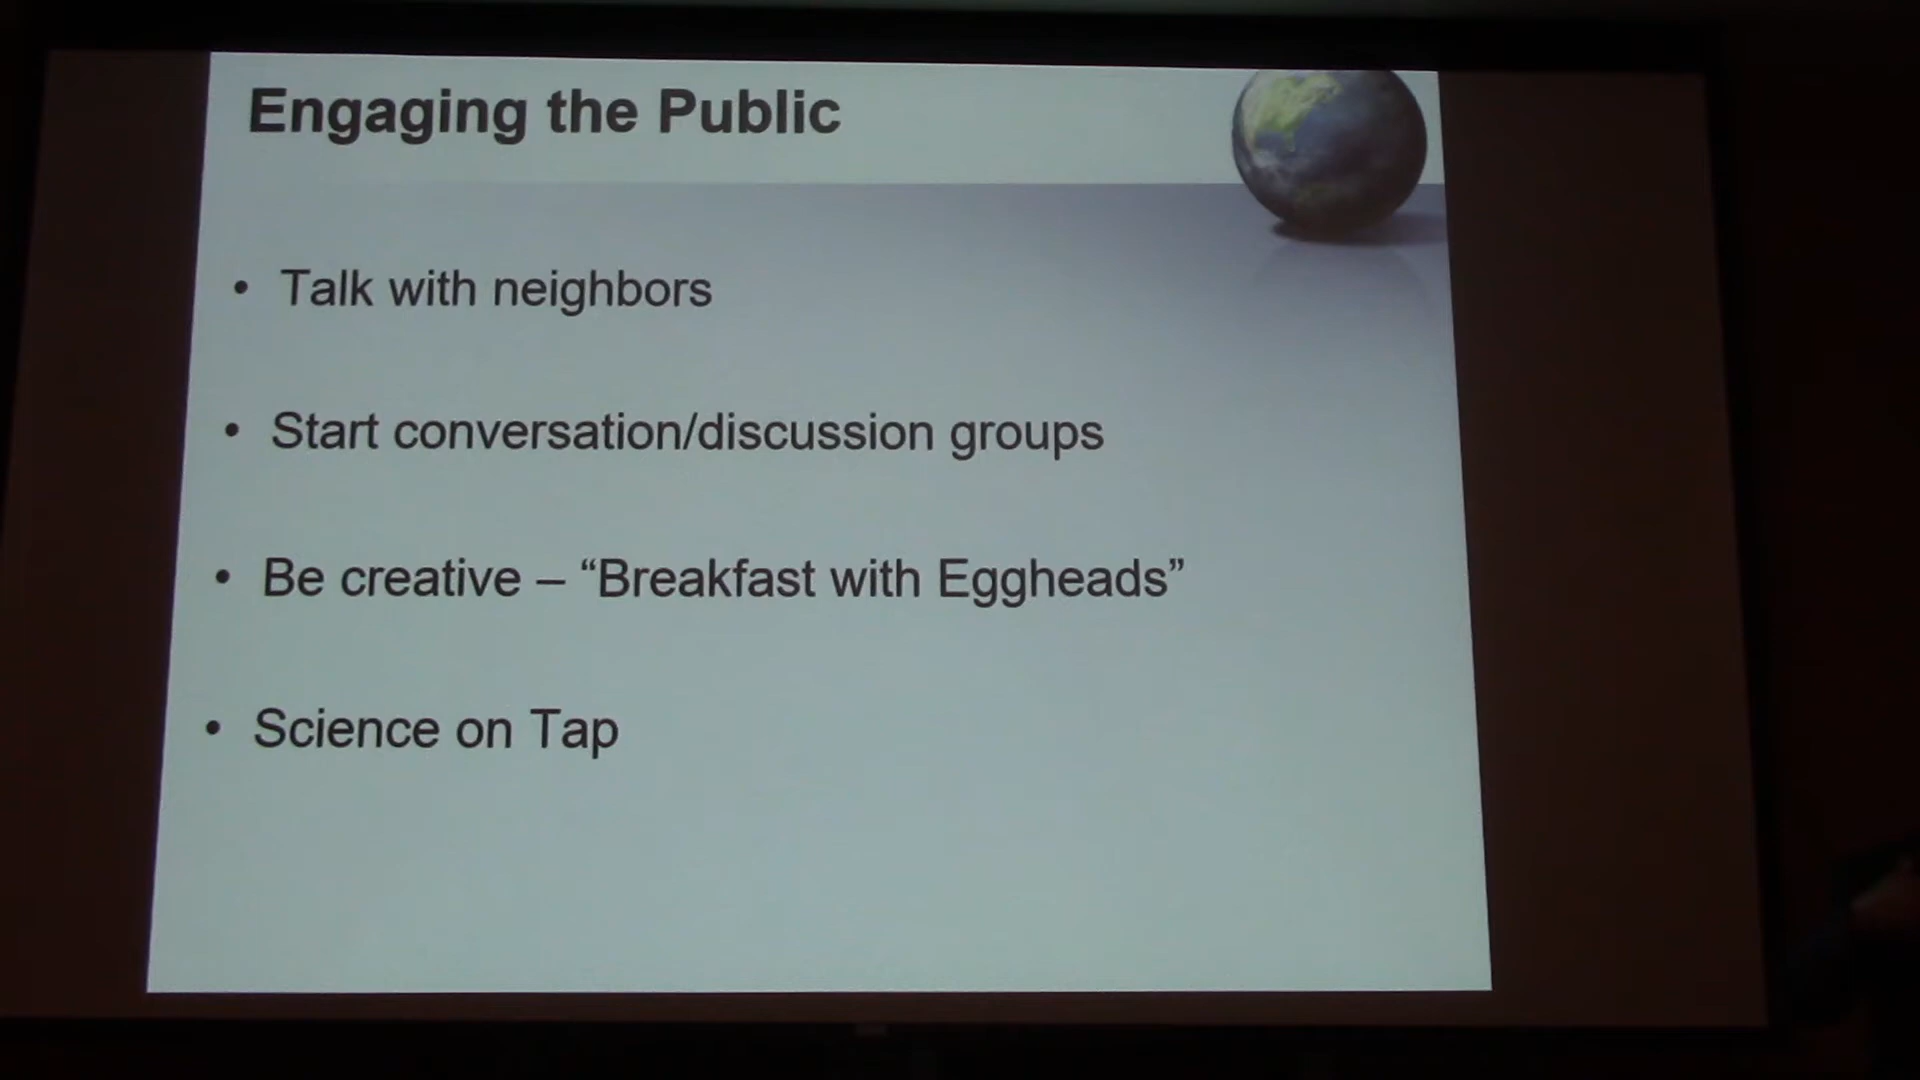 Engaging the Public
• Talk with neighbors
• Start conversation/discussion groups
• Be creative – “Breakfast with Eggheads”
• Science on Tap